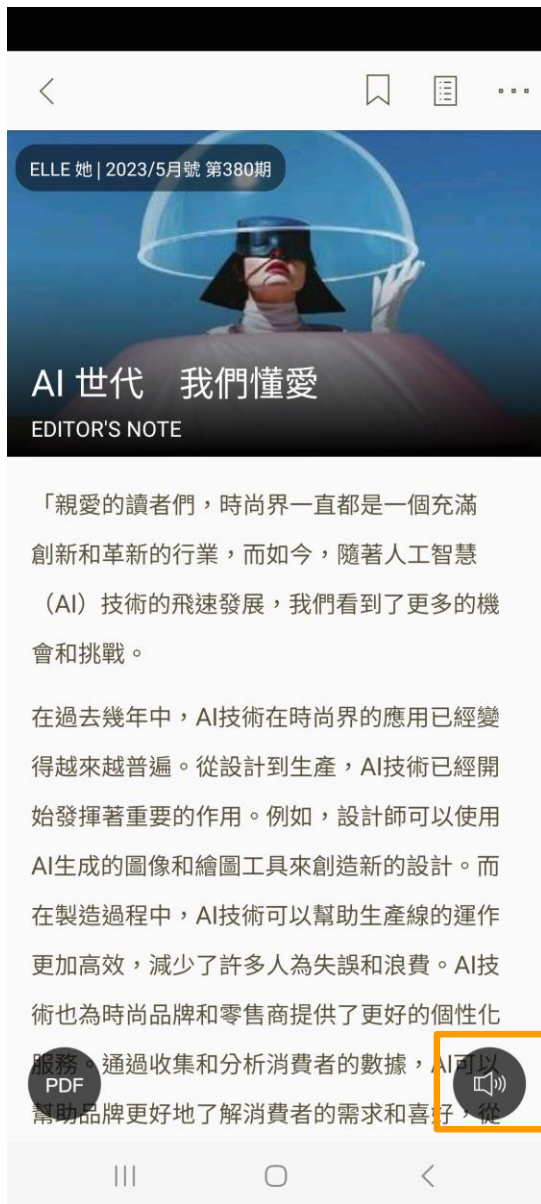 ELLE 她 | 2023/5月號 第380期
AI 世代　我們懂愛
EDITOR'S NOTE
「親愛的讀者們，時尚界一直都是一個充滿
創新和革新的行業，而如今，隨著人工智慧
（AI）技術的飛速發展，我們看到了更多的機
會和挑戰。
在過去幾年中，AI技術在時尚界的應用已經變
得越來越普遍。從設計到生產，AI技術已經開
始發揮著重要的作用。例如，設計師可以使用
AI生成的圖像和繪圖工具來創造新的設計。而
在製造過程中，AI技術可以幫助生產線的運作
更加高效，減少了許多人為失誤和浪費。AI技
術也為時尚品牌和零售商提供了更好的個性化
服務。通過收集和分析消費者的數據，AI可以
幫助品牌更好地了解消費者的需求和喜好，從
PDF